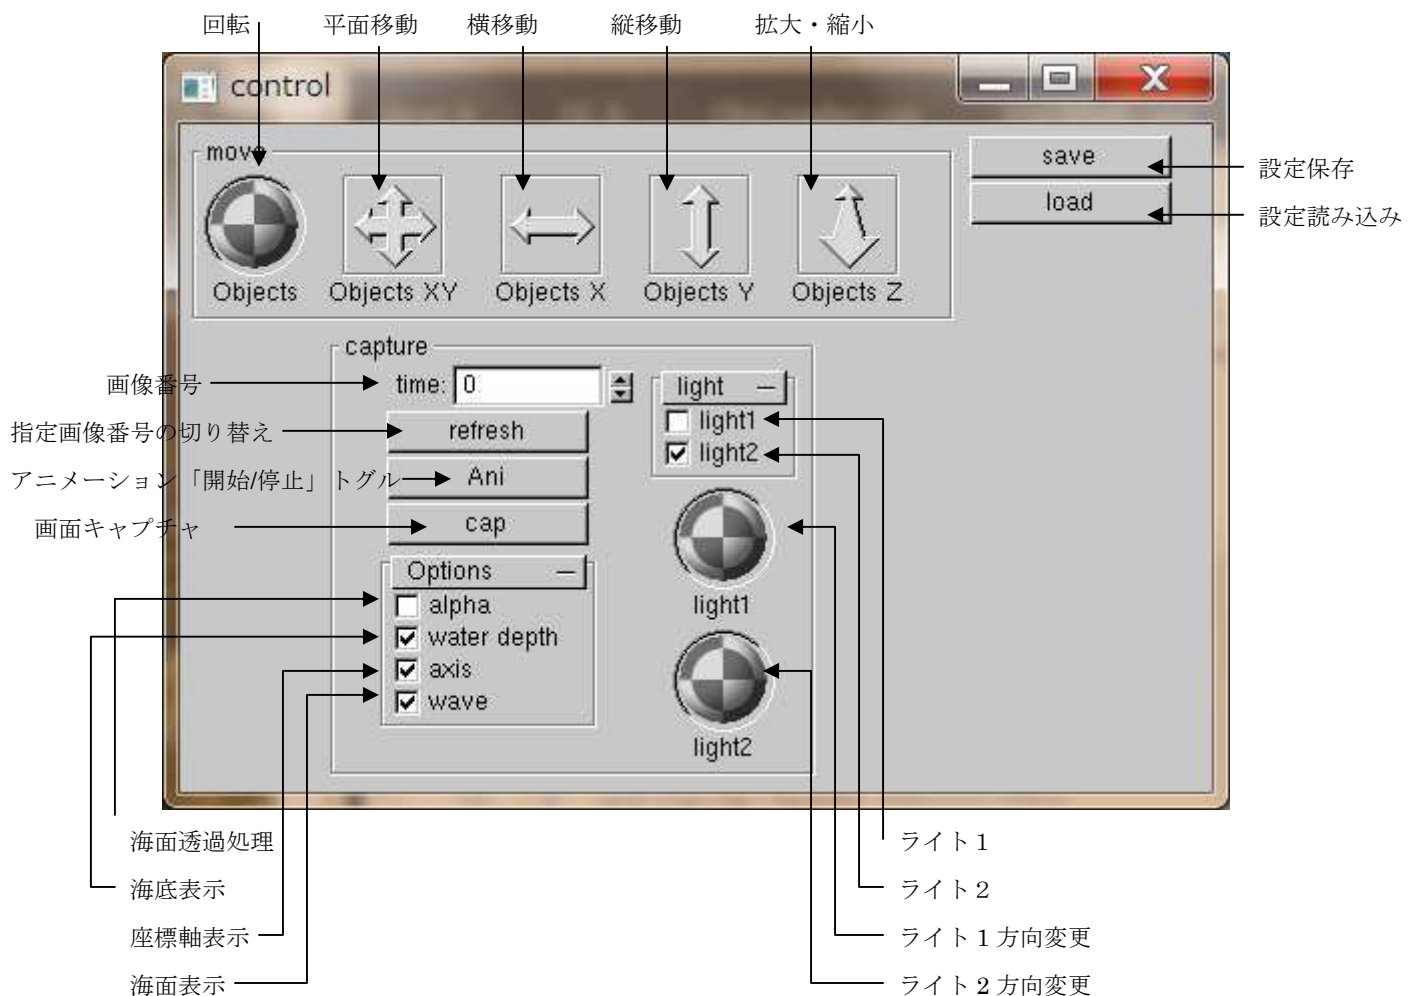 回転 平面移動 横移動 縦移動 拡大・縮小
control
move
save
設定保存
load
設定読み込み
Objects Objects XY Objects X Objects Y Objects Z
capture
画像番号
time: 0
light
light1
light2
指定画像番号の切り替え
refresh
アニメーション「開始/停止」トグル
Ani
画面キャプチャ
cap
Options
alpha
water depth
axis
wave
light1
light2
海面透過処理
海底表示
座標軸表示
海面表示
ライト1
ライト2
ライト1方向変更
ライト2方向変更